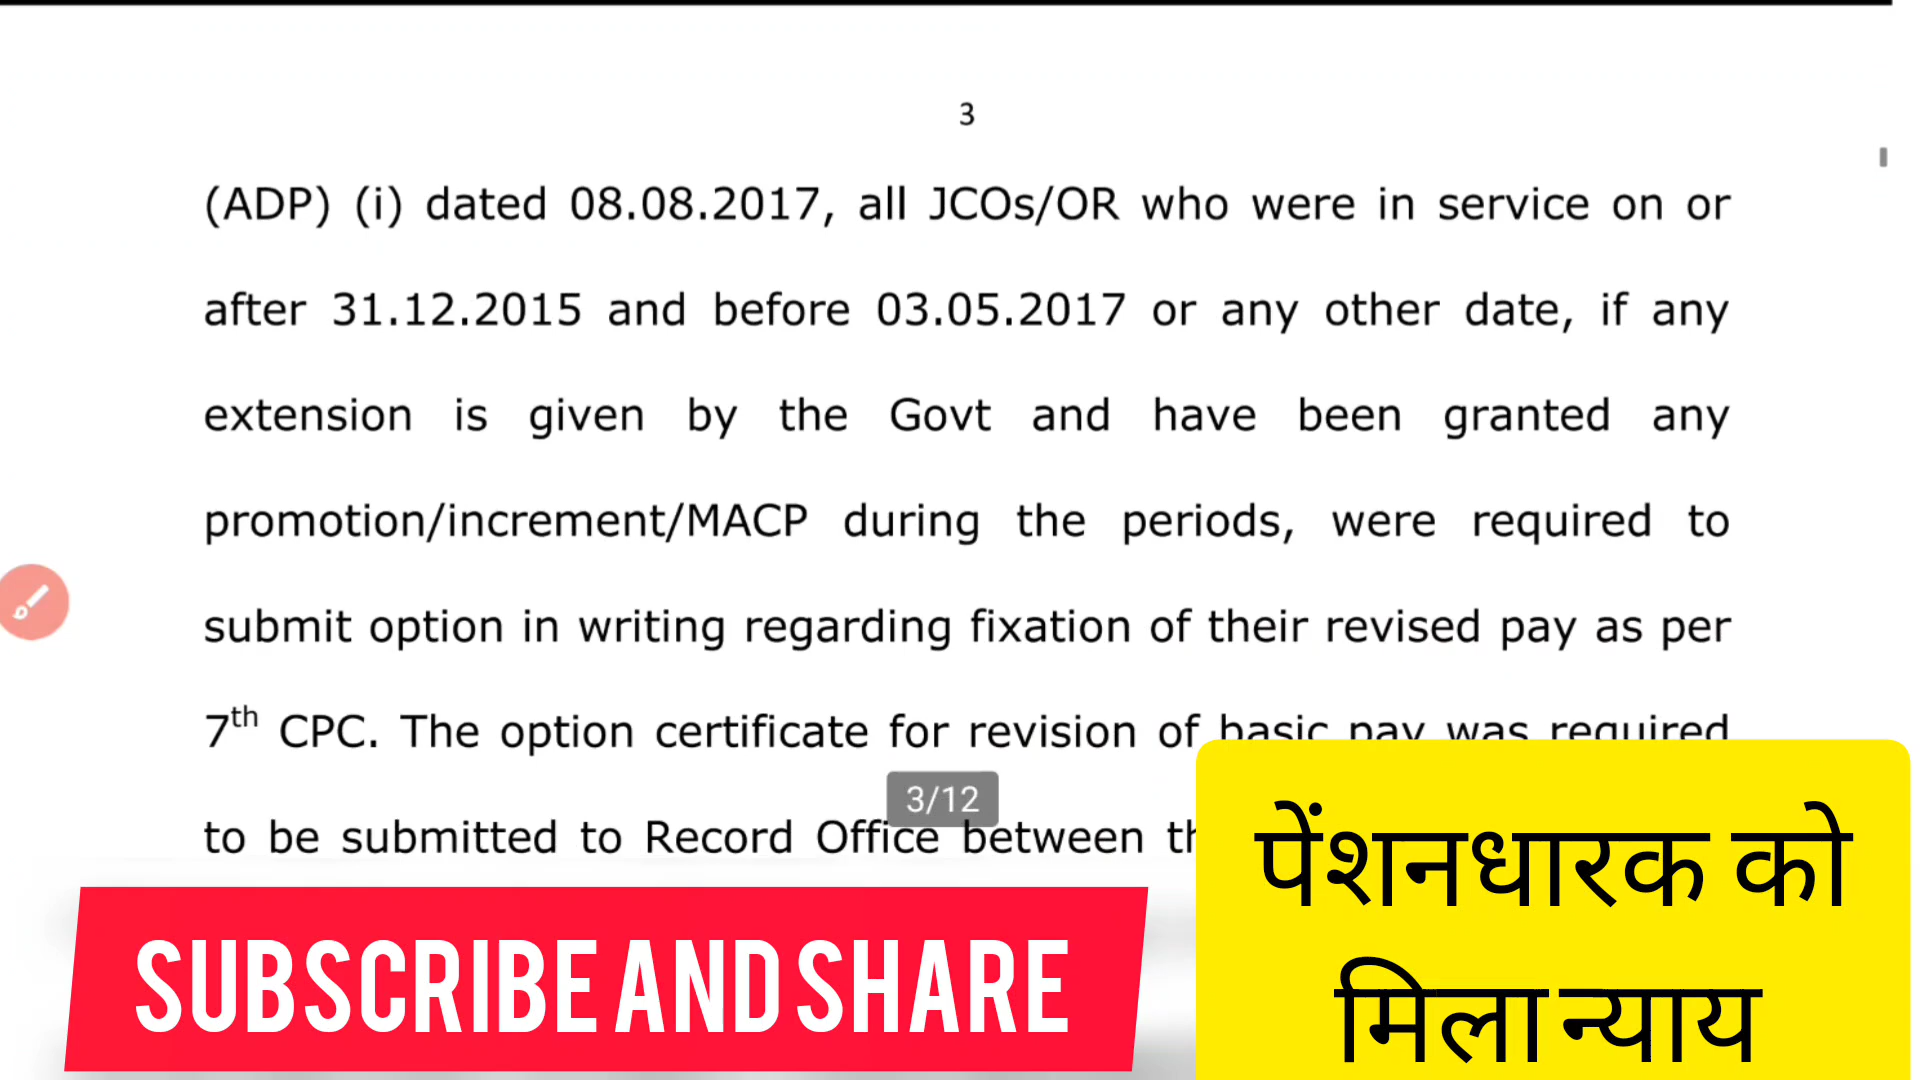 3
(ADP) (i) dated 08.08.2017, all JCOs/OR who were in service on or
after 31.12.2015 and before 03.05.2017 or any other date, if any
extension is given by the Govt and have been granted any
promotion/increment/MACP during the periods, were required to
submit option in writing regarding fixation of their revised pay as per
7th CPC. The option certificate for revision of basic pay was required
3/12
to be submitted to Record Office between
पेंशनधारक को
मिला न्याय
SUBSCRIBE AND SHARE